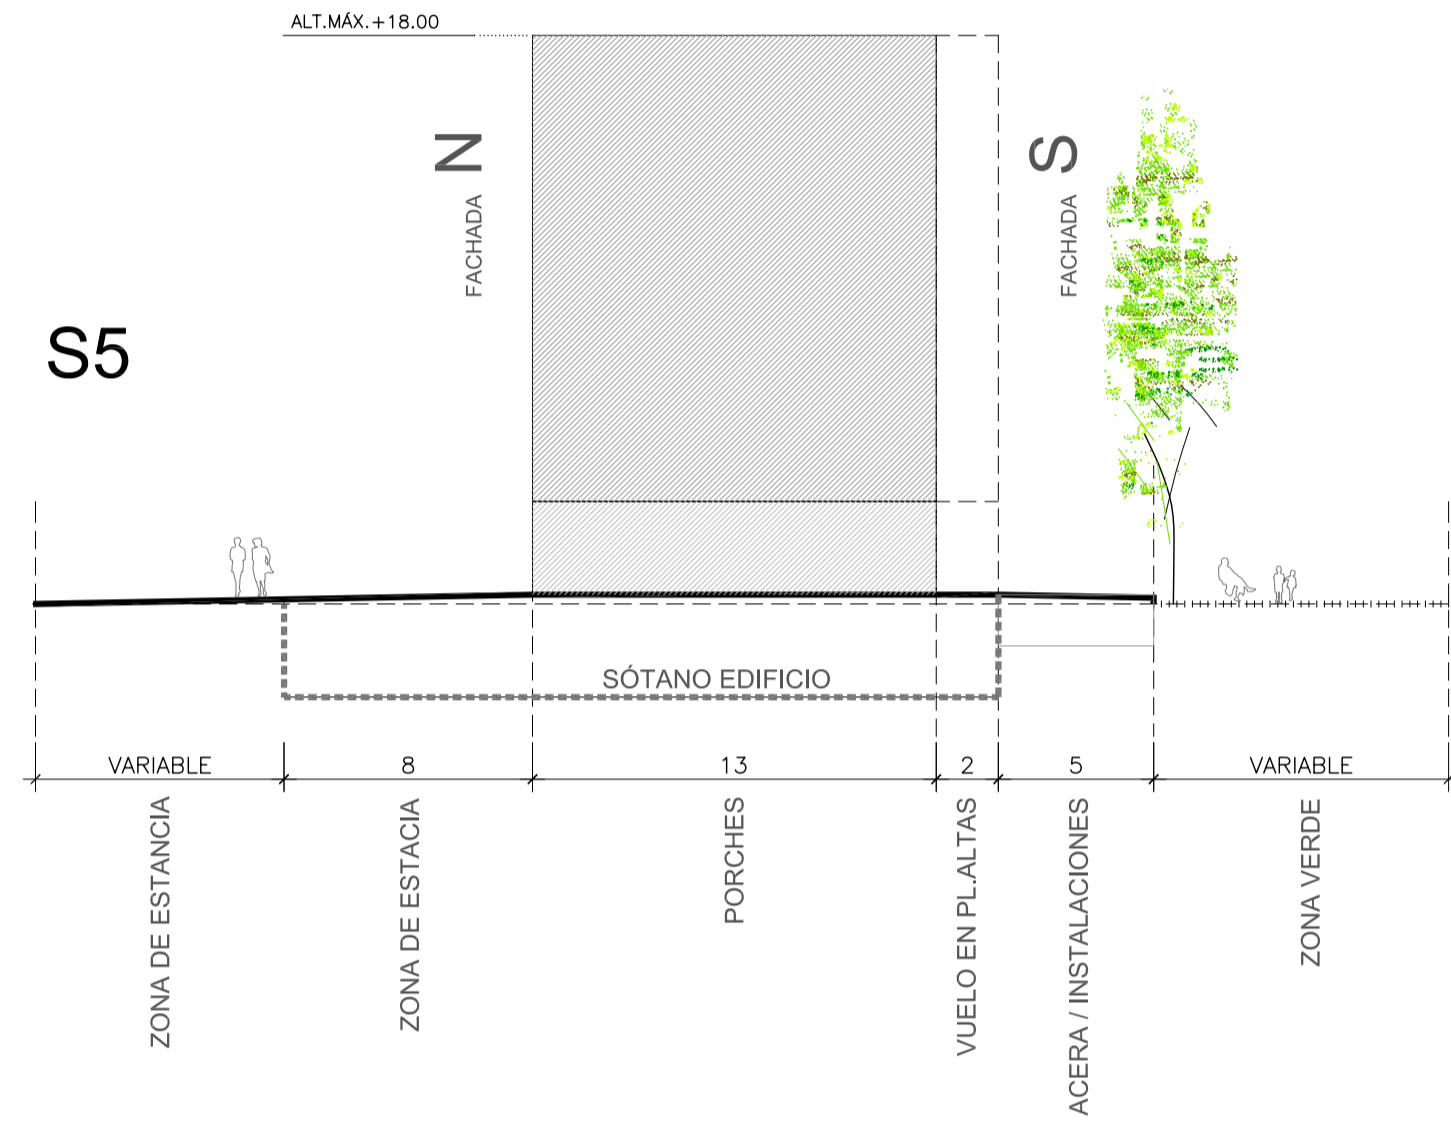 ALT.MÁX.+18.00
N
FACHADA
S
FACHADA
S5
SÓTANO EDIFICIO
VARIABLE
8
13
2
5
VARIABLE
ZONA DE ESTANCIA
ZONA DE ESTACIA
PORCHES
VUELO EN PL.ALTAS
ACERA / INSTALACIONES
ZONA VERDE